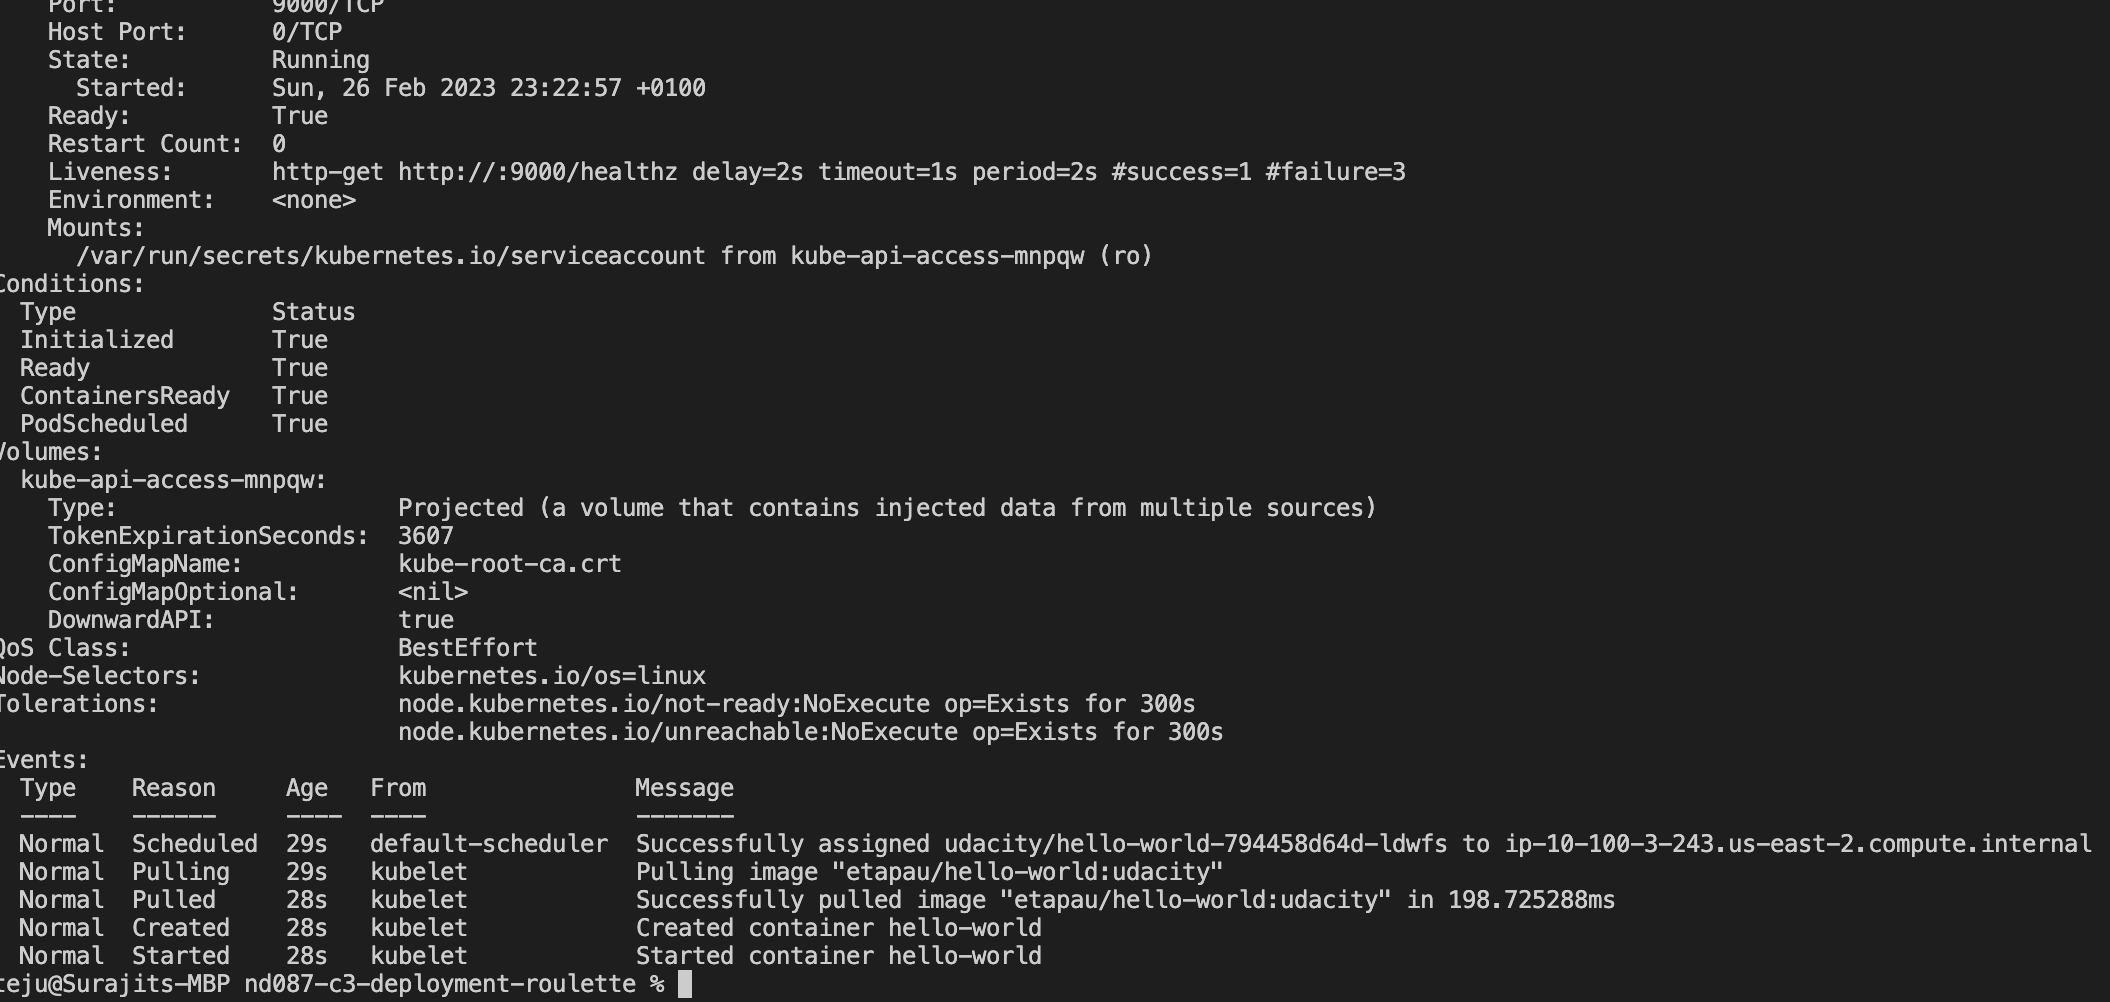 Port: 9000/TCP
Host Port: 0/TCP
State: Running
Started: Sun, 26 Feb 2023 23:22:57 +0100
Ready: True
Restart Count: 0
Liveness: http-get http://:9000/healthz delay=2s timeout=1s period=2s #success=1 #failure=3
Environment: <none>
Mounts:
/var/run/secrets/kubernetes.io/serviceaccount from kube-api-access-mnpqw (ro)
Conditions:
Type Status
Initialized True
Ready True
ContainersReady True
PodScheduled True
Volumes:
kube-api-access-mnpqw:
Type: Projected (a volume that contains injected data from multiple sources)
TokenExpirationSeconds: 3607
ConfigMapName: kube-root-ca.crt
ConfigMapOptional: <nil>
DownwardAPI: true
QoS Class: BestEffort
Node-Selectors: kubernetes.io/os=linux
Tolerations: node.kubernetes.io/not-ready:NoExecute op=Exists for 300s
node.kubernetes.io/unreachable:NoExecute op=Exists for 300s
Events:
Type Reason Age From Message
---- ------ ---- ---- -------
Normal Scheduled 29s default-scheduler Successfully assigned udacity/hello-world-794458d64d-ldwfs to ip-10-100-3-243.us-east-2.compute.internal
Normal Pulling 29s kubelet Pulling image "etapau/hello-world:udacity"
Normal Pulled 28s kubelet Successfully pulled image "etapau/hello-world:udacity" in 198.725288ms
Normal Created 28s kubelet Created container hello-world
Normal Started 28s kubelet Started container hello-world
teju@Surajits-MBP nd087-c3-deployment-roulette %